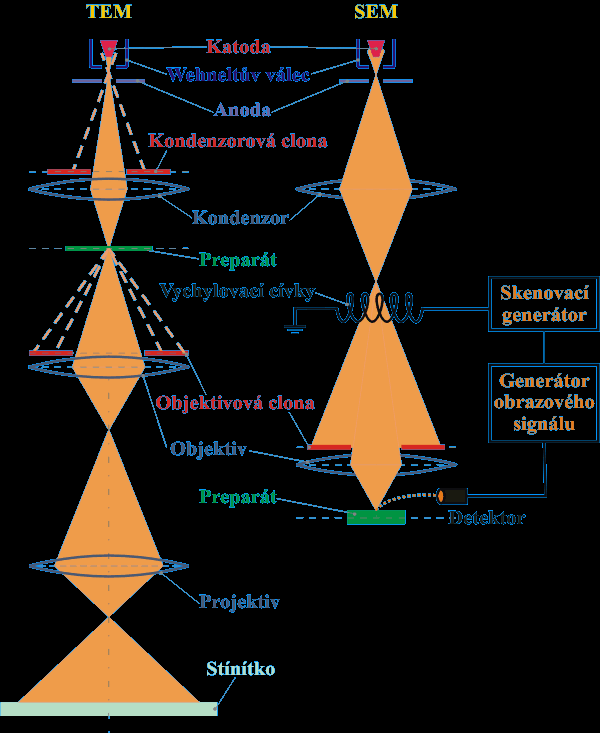 TEM
SEM
Katoda
Wehneltův válec
Anoda
Kondenzorová clona
Kondenzor
Preparát
Vychylovací cívky
Skenovací
generátor
Generátor
obrazového
signálu
Objektivová clona
Objektiv
Preparát
Detektor
Projektiv
Stínítko